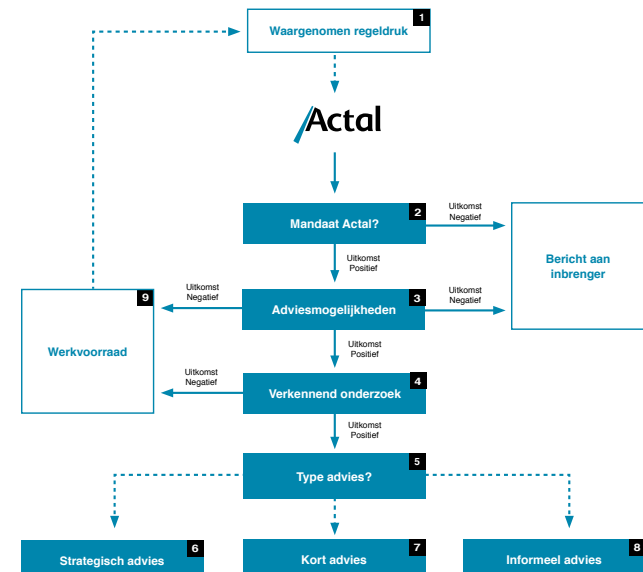 1
Waargenomen regeldruk
Actal
2
Mandaat Actal?
Uitkomst
Negatief
Bericht aan
inbrenger
Uitkomst
Positief
3
Adviesmogelijkheden
Uitkomst
Negatief
Uitkomst
Negatief
9
Werkvoorraad
Uitkomst
Positief
4
Verkennend onderzoek
Uitkomst
Negatief
Uitkomst
Positief
5
Type advies?
6
Strategisch advies
7
Kort advies
8
Informeel advies